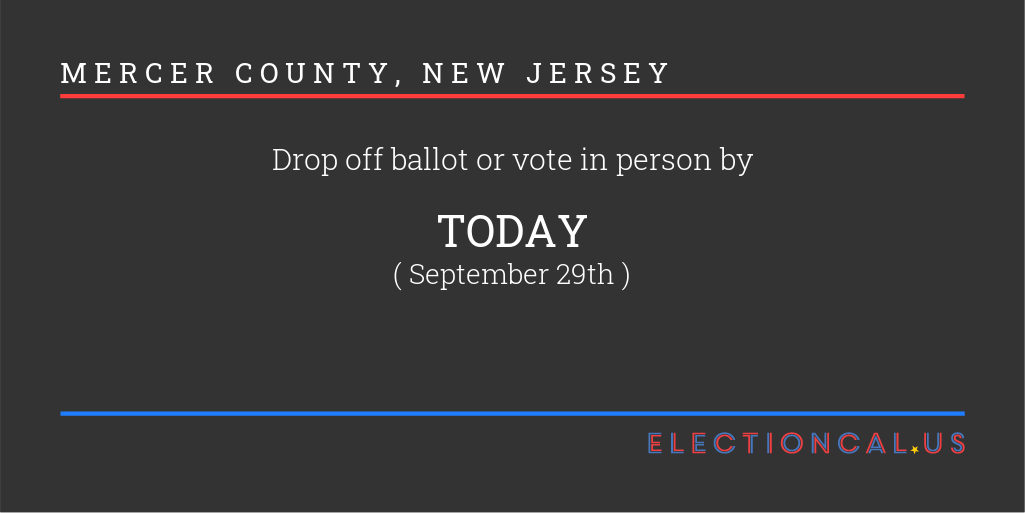 MERCER COUNTY, NEW JERSEY
Drop off ballot or vote in person by
TODAY
( September 29th )
ELECTIONCAL.US